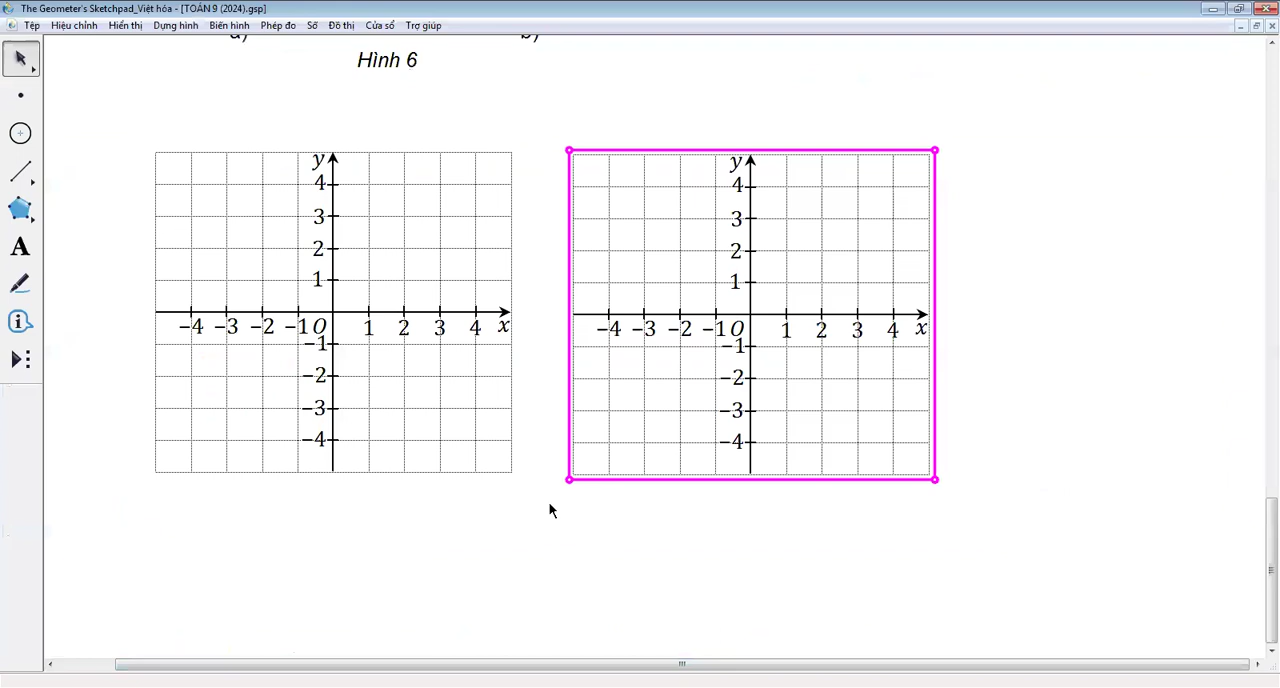 The Geometer's Sketchpad_Việt hóa - [TOÁN 9 (2024).gsp]
Tệp Hiệu chỉnh Hiển thị Dựng hình Biến hình Phép đo Số Đồ thị Cửa sổ Trợ giúp
a) b)
Hình 6
A
y
4
3
2
1
−4 −3 −2 −1 O 1 2 3 4 x
−1
−2
−3
−4
y
4
3
2
1
−4 −3 −2 −1 O 1 2 3 4 x
−1
−2
−3
−4